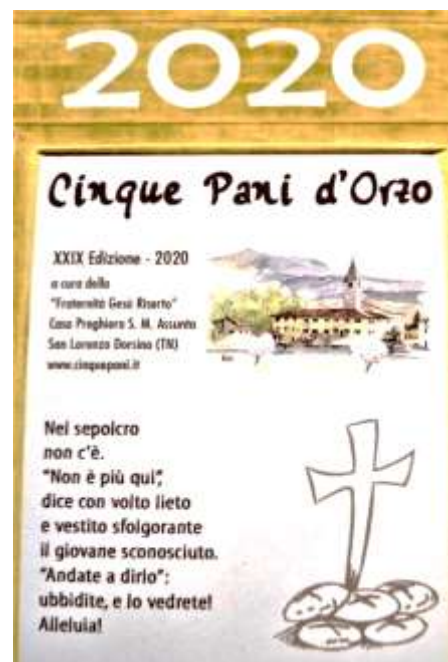 2020
Cinque Pani d'Orzo
XXIX Edizione - 2020
a cura della
"Fraternità Gesù Risorto"
Casa Preghiera S. M. Assunta
San Lorenzo Dorsino (TN)
www.cinquepani.it
Nel sepolcro
non c'è.
"Non è più qui",
dice con volto lieto
e vestito sfolgorante
il giovane sconosciuto.
"Andate a dirlo":
ubbidite, e lo vedrete!
Alleluia!